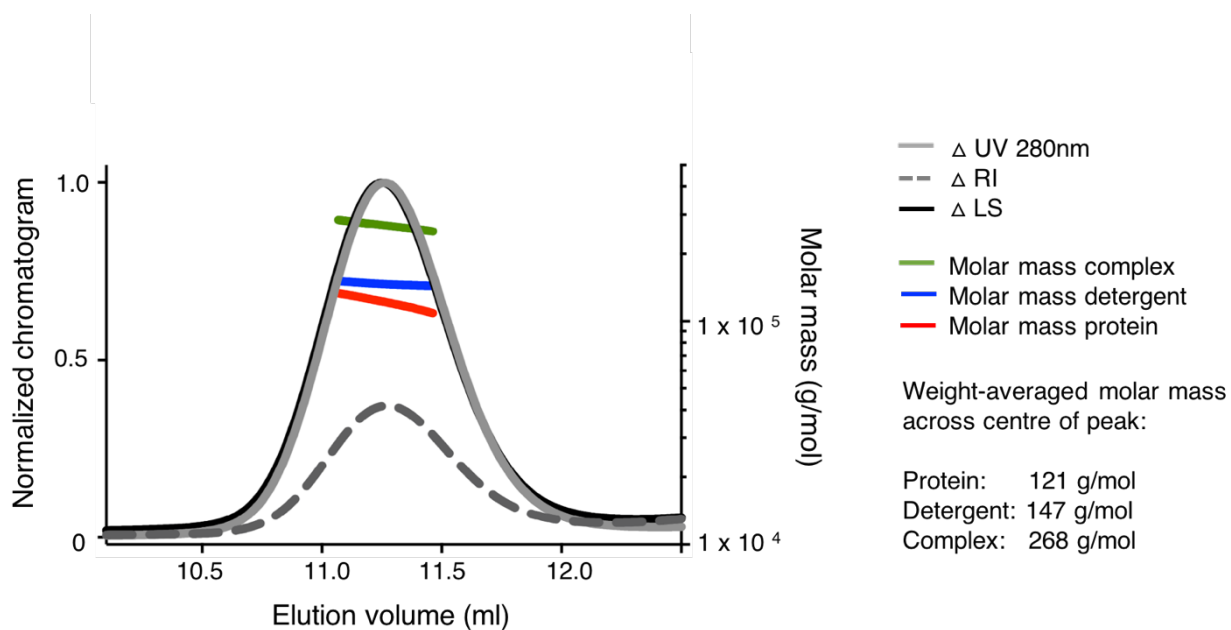 Normalized chromatogram
1.0
0.5
0
10.5
11.0
11.5
12.0
Elution volume (ml)
1 x 10 5
1 x 10 4
Molar mass (g/mol)
△ UV 280nm
△ RI
△ LS
Molar mass complex
Molar mass detergent
Molar mass protein
Weight-averaged molar mass
across centre of peak:
Protein: 121 g/mol
Detergent: 147 g/mol
Complex: 268 g/mol